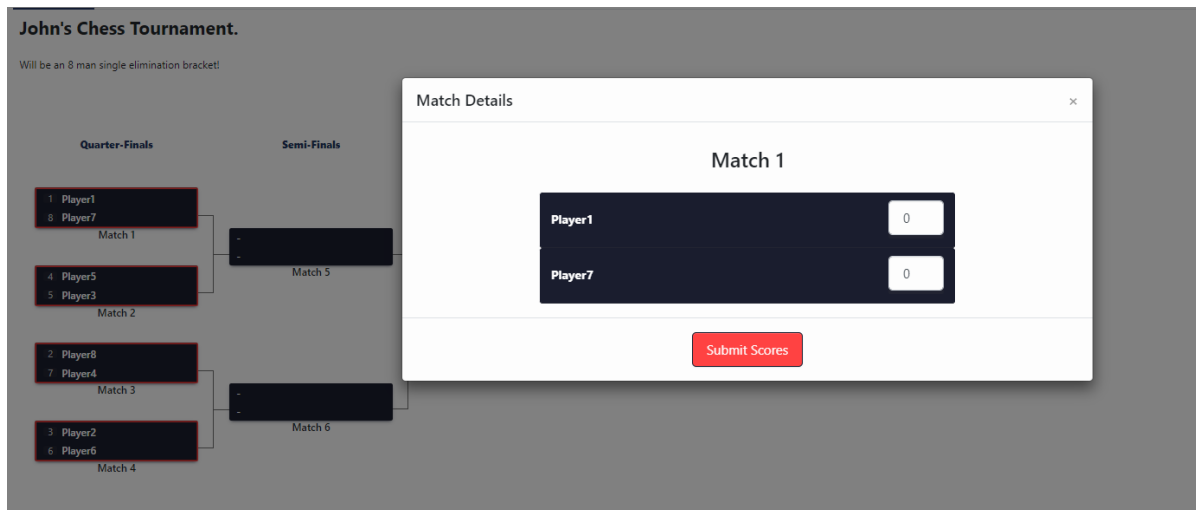 John's Chess Tournament.
Will be an 8 man single elimination bracket!
Quarter-Finals
Semi-Finals
1 Player1
8 Player7
Match 1
4 Player5
5 Player3
Match 2
2 Player8
7 Player4
Match 3
3 Player2
6 Player6
Match 4
-
-
Match 5
-
-
Match 6
Match Details ×
Match 1
Player1 0
Player7 0
Submit Scores